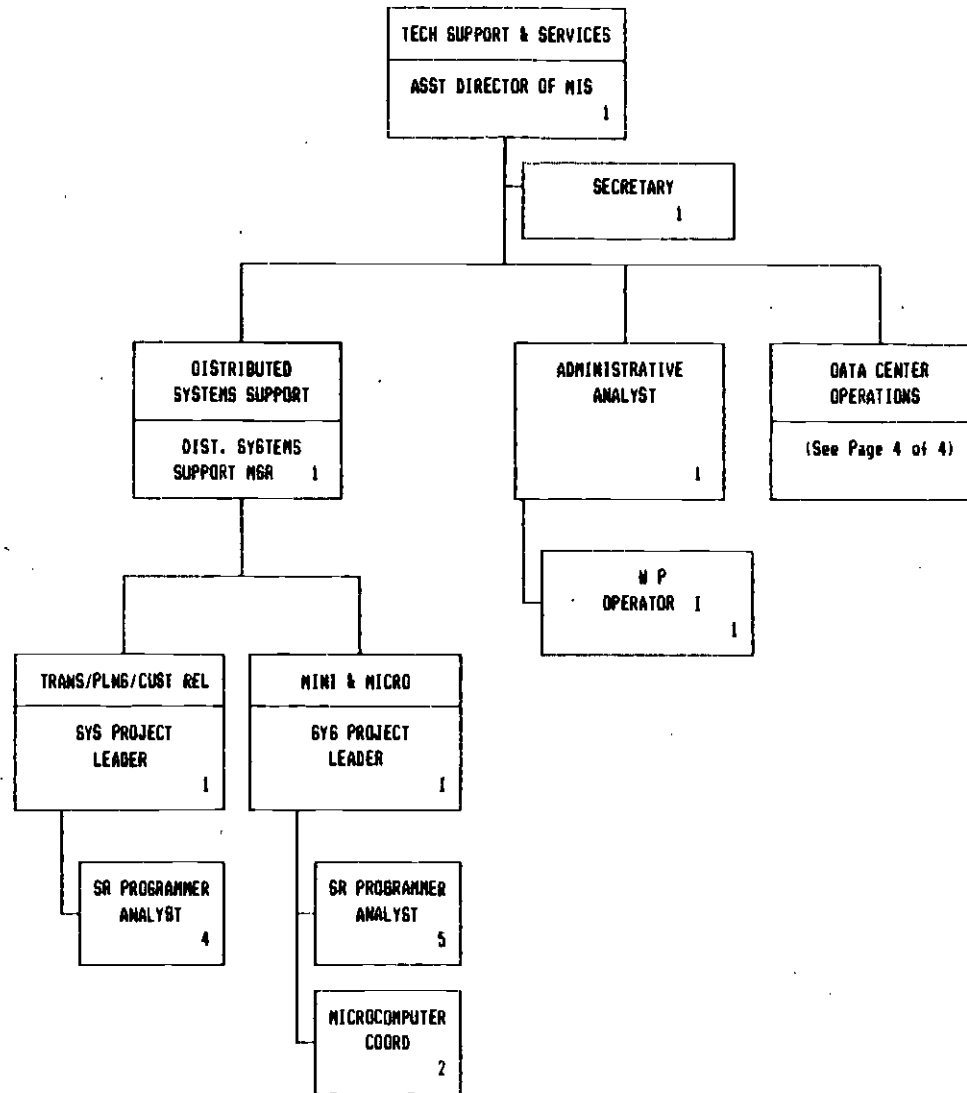 TECH SUPPORT & SERVICES
ASST DIRECTOR OF MIS
1
SECRETARY
1
DISTRIBUTED
SYSTEMS SUPPORT
DIST. SYSTEMS
SUPPORT MGR 1
ADMINISTRATIVE
ANALYST
1
DATA CENTER
OPERATIONS
(See Page 4 of 4)
W P
OPERATOR I
1
TRANS/PLNG/CUST REL
SYS PROJECT
LEADER
1
MINI & MICRO
SYS PROJECT
LEADER
1
SR PROGRAMMER
ANALYST
4
SR PROGRAMMER
ANALYST
5
MICROCOMPUTER
COORD
2